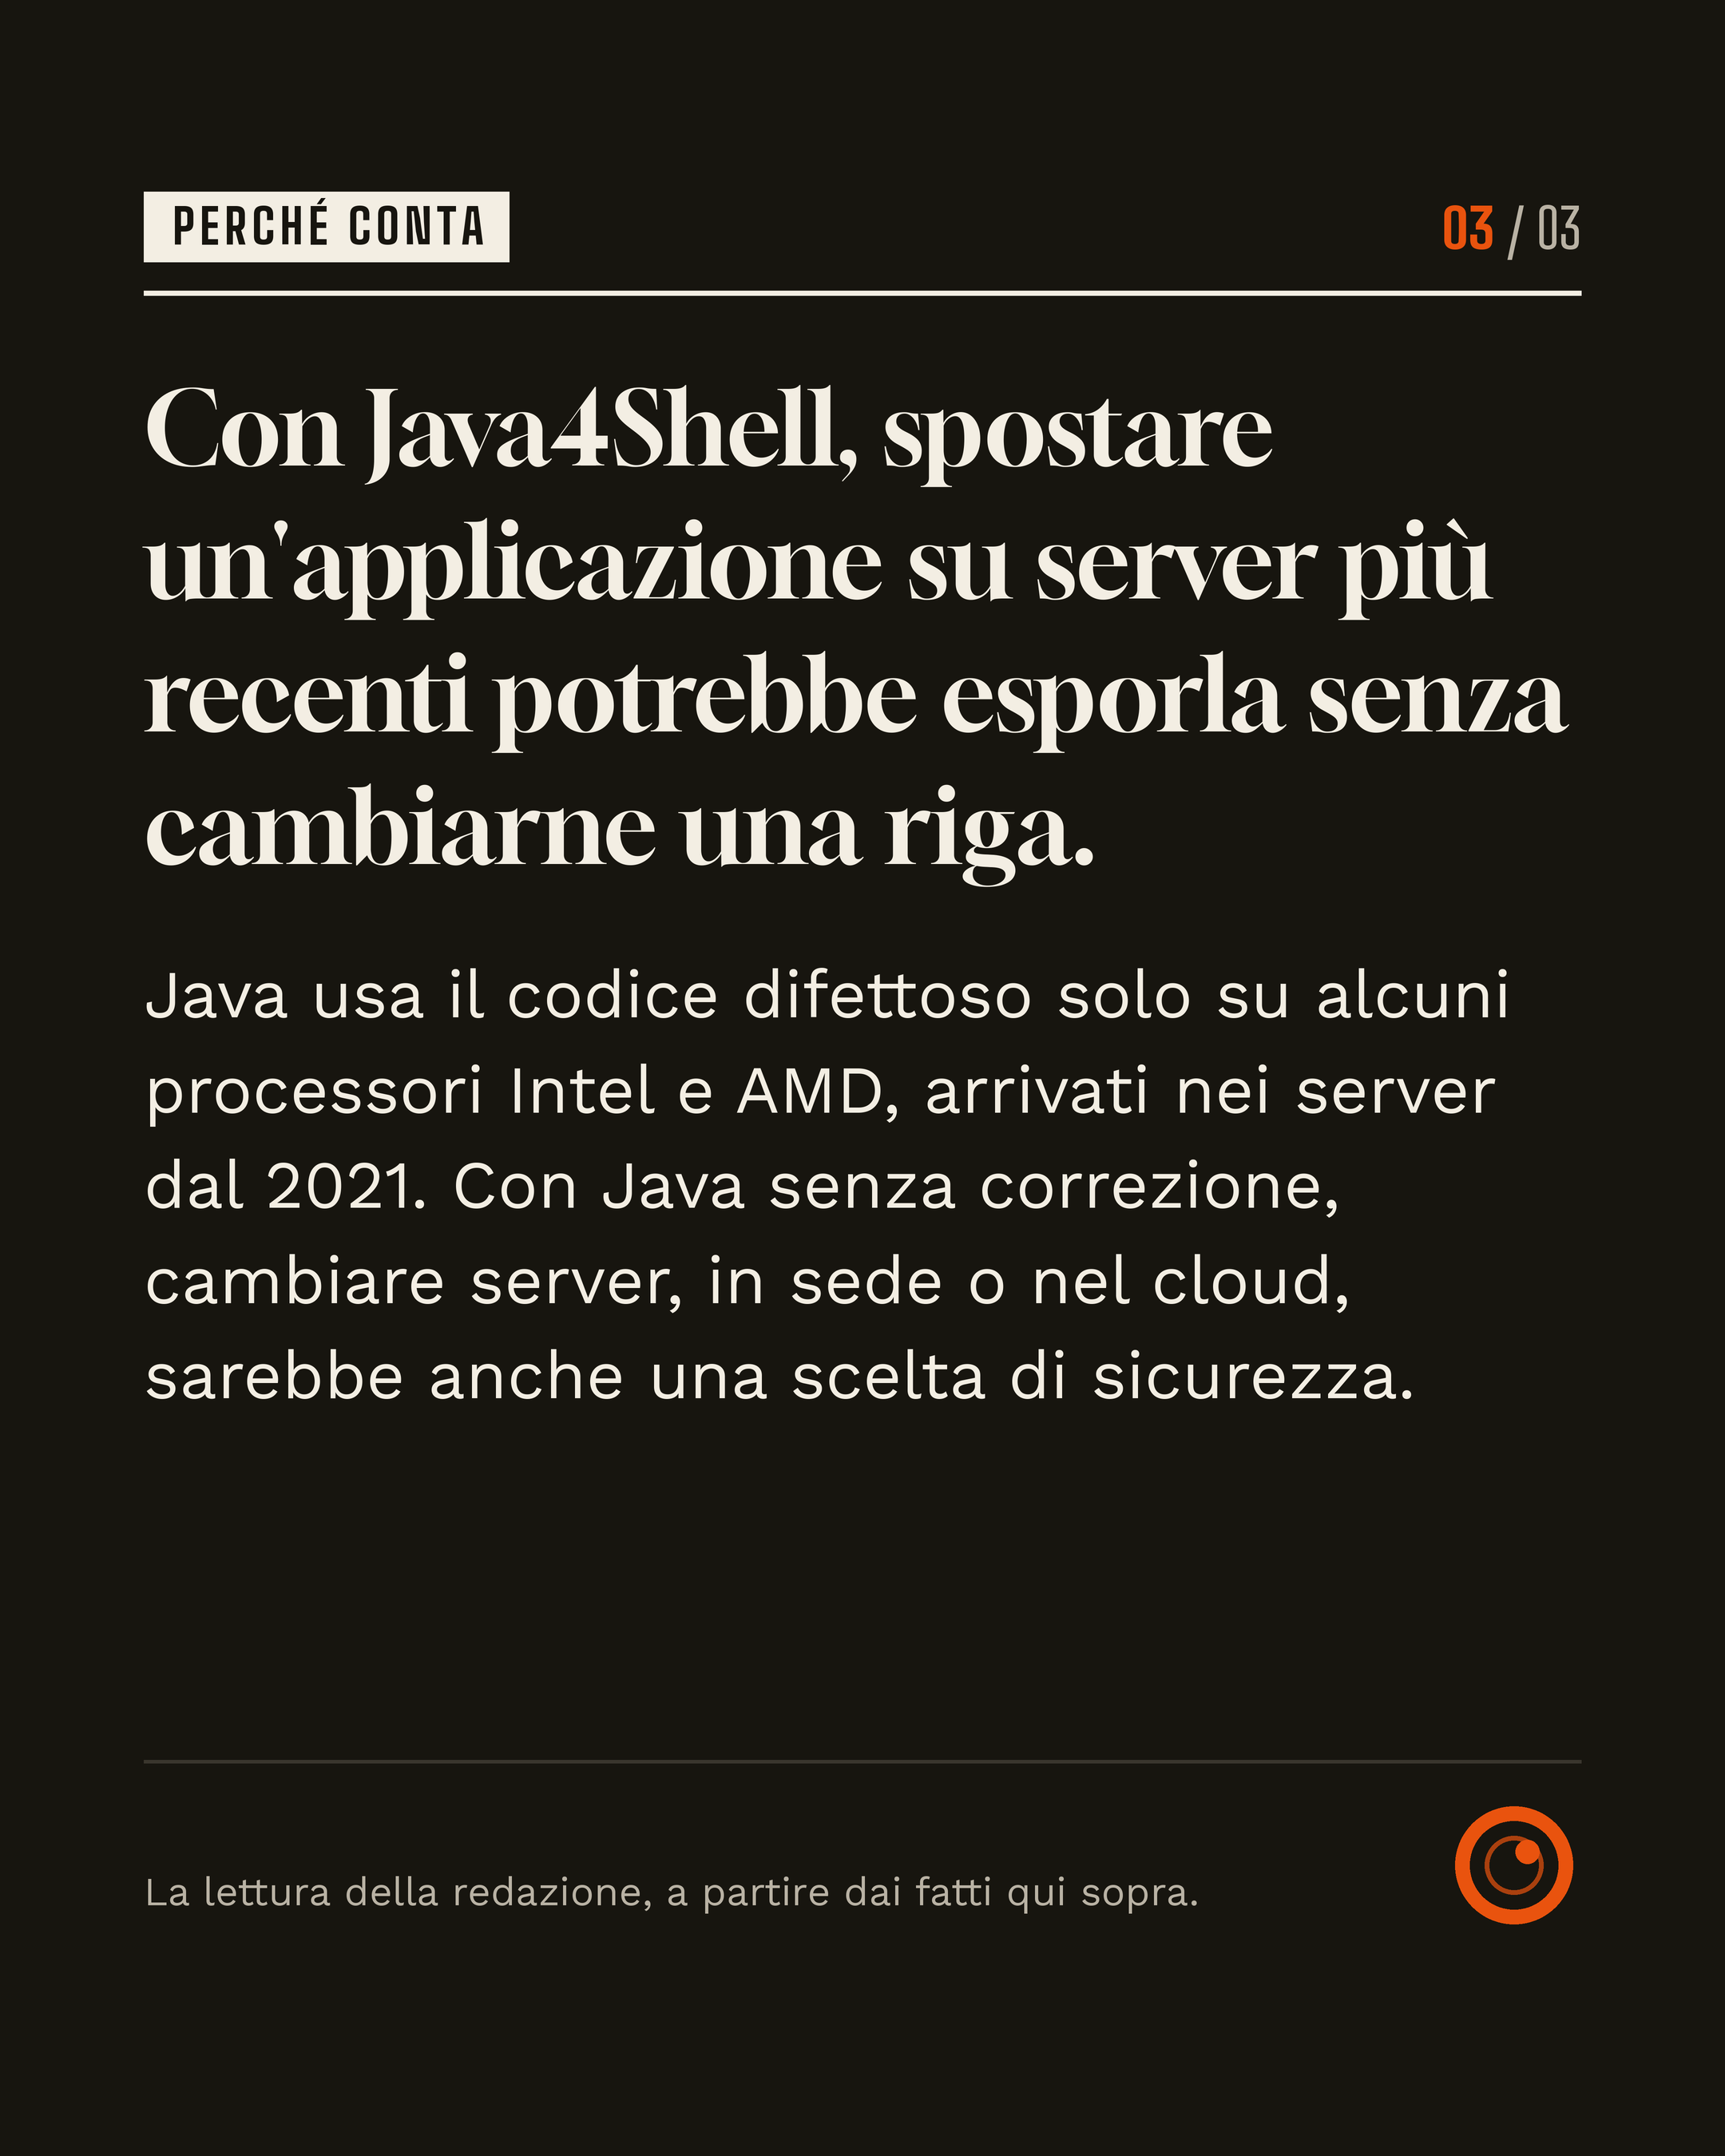 PERCHÉ CONTA
03 / 03
Con Java4Shell, spostare
un'applicazione su server più
recenti potrebbe esporla senza
cambiarne una riga.
Java usa il codice difettoso solo su alcuni
processori Intel e AMD, arrivati nei server
dal 2021. Con Java senza correzione,
cambiare server, in sede o nel cloud,
sarebbe anche una scelta di sicurezza.
La lettura della redazione, a partire dai fatti qui sopra.